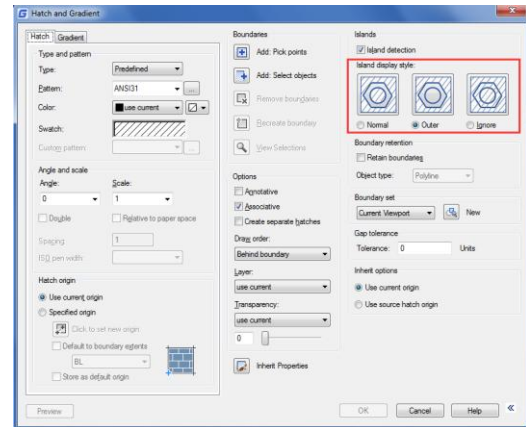 Hatch and Gradient
Hatch
Gradient
Type and pattern
Type:
Predefined
Pattern:
ANSI31
...
Color:
use current
Swatch:
Custom pattern:
...
Angle and scale
Angle:
Scale:
0
1
Double
Relative to paper space
Spacing:
1
ISO pen width:
Hatch origin
Use current origin
Specified origin
Click to set new origin
Default to boundary extents
BL
Store as default origin
Preview
Boundaries
Add: Pick points
Add: Select objects
Remove boundaries
Recreate boundary
View Selections
Options
Annotative
Associative
Create separate hatches
Draw order:
Behind boundary
Layer:
use current
Transparency:
use current
0
Inherit Properties
Islands
Island detection
Island display style:
Normal
Outer
Ignore
Boundary retention
Retain boundaries
Object type:
Polyline
Boundary set
Current Viewport
New
Gap tolerance
Tolerance:
0
Units
Inherit options
Use current origin
Use source hatch origin
OK
Cancel
Help